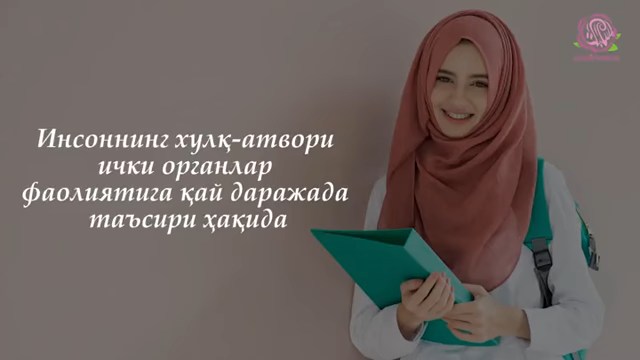 Инсоннинг хулқ-атвори
ички органлар
фаолиятига қай даражада
таъсири ҳақида